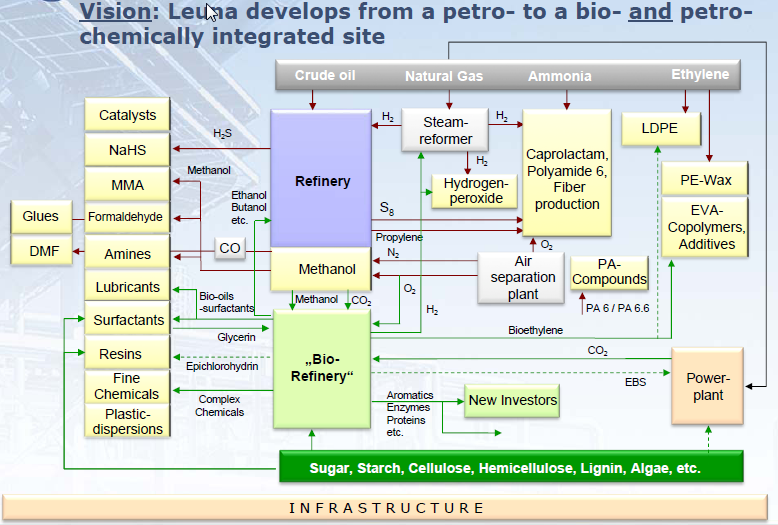 Vision: Leuna develops from a petro- to a bio- and petro-
chemically integrated site
Crude oil
Natural Gas
Ammonia
Ethylene
Catalysts
NaHS
MMA
Formaldehyde
Amines
Lubricants
Surfactants
Resins
Fine
Chemicals
Plastic-
dispersions
Glues
DMF
H2S
Methanol
CO
Ethanol
Butanol
etc.
Refinery
Methanol
H2
Steam-
reformer
H2
H2
Hydrogen-
peroxide
Caprolactam,
Polyamide 6,
Fiber
production
LDPE
PE-Wax
EVA-
Copolymers,
Additives
S8
Propylene
N2
O2
O2
Air
separation
plant
PA-
Compounds
PA 6 / PA 6.6
Bio-oils
-surfactants
Methanol
CO2
H2
Glycerin
Epichlorohydrin
Complex
Chemicals
„Bio-
Refinery“
Bioethylene
CO2
EBS
Aromatics
Enzymes
Proteins
etc.
New Investors
Power-
plant
Sugar, Starch, Cellulose, Hemicellulose, Lignin, Algae, etc.
INFRASTRUCTURE